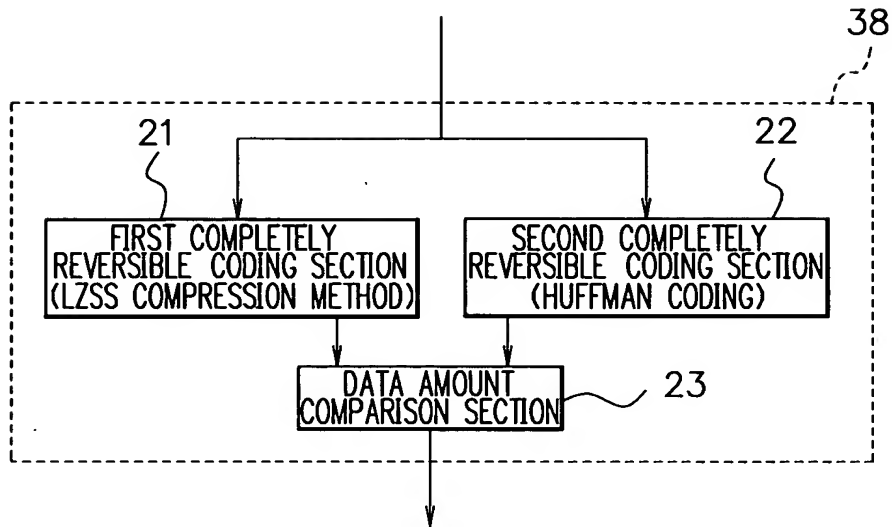 38
21
22
FIRST COMPLETELY
REVERSIBLE CODING SECTION
(LZSS COMPRESSION METHOD)
SECOND COMPLETELY
REVERSIBLE CODING SECTION
(HUFFMAN CODING)
DATA AMOUNT
COMPARISON SECTION
23